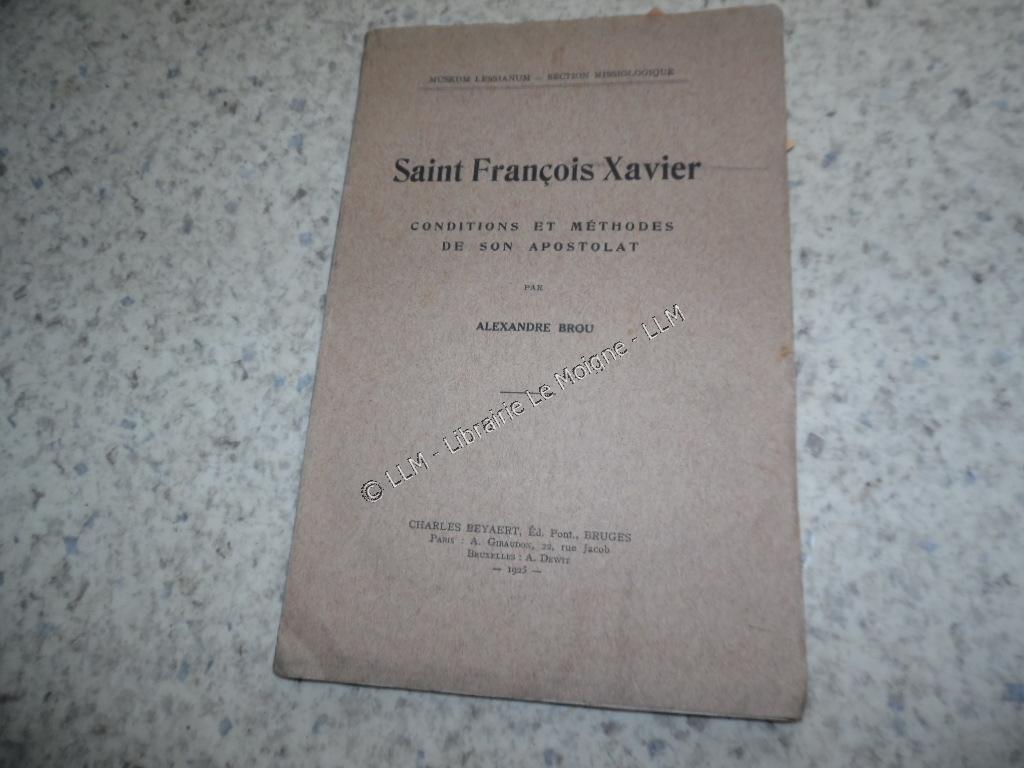 MUSEUM LESSIANUM — SECTION MISSIOLOGIQUE
Saint François Xavier
CONDITIONS ET MÉTHODES
DE SON APOSTOLAT
PAR
ALEXANDRE BROU
© LLM - Librairie Le Moigne - LLM
CHARLES BEYAERT, Éd. Pont., BRUGES
PARIS : A. GIRAUDON, 22, rue Jacob
BRUXELLES : A. DEWIT
— 1925 —